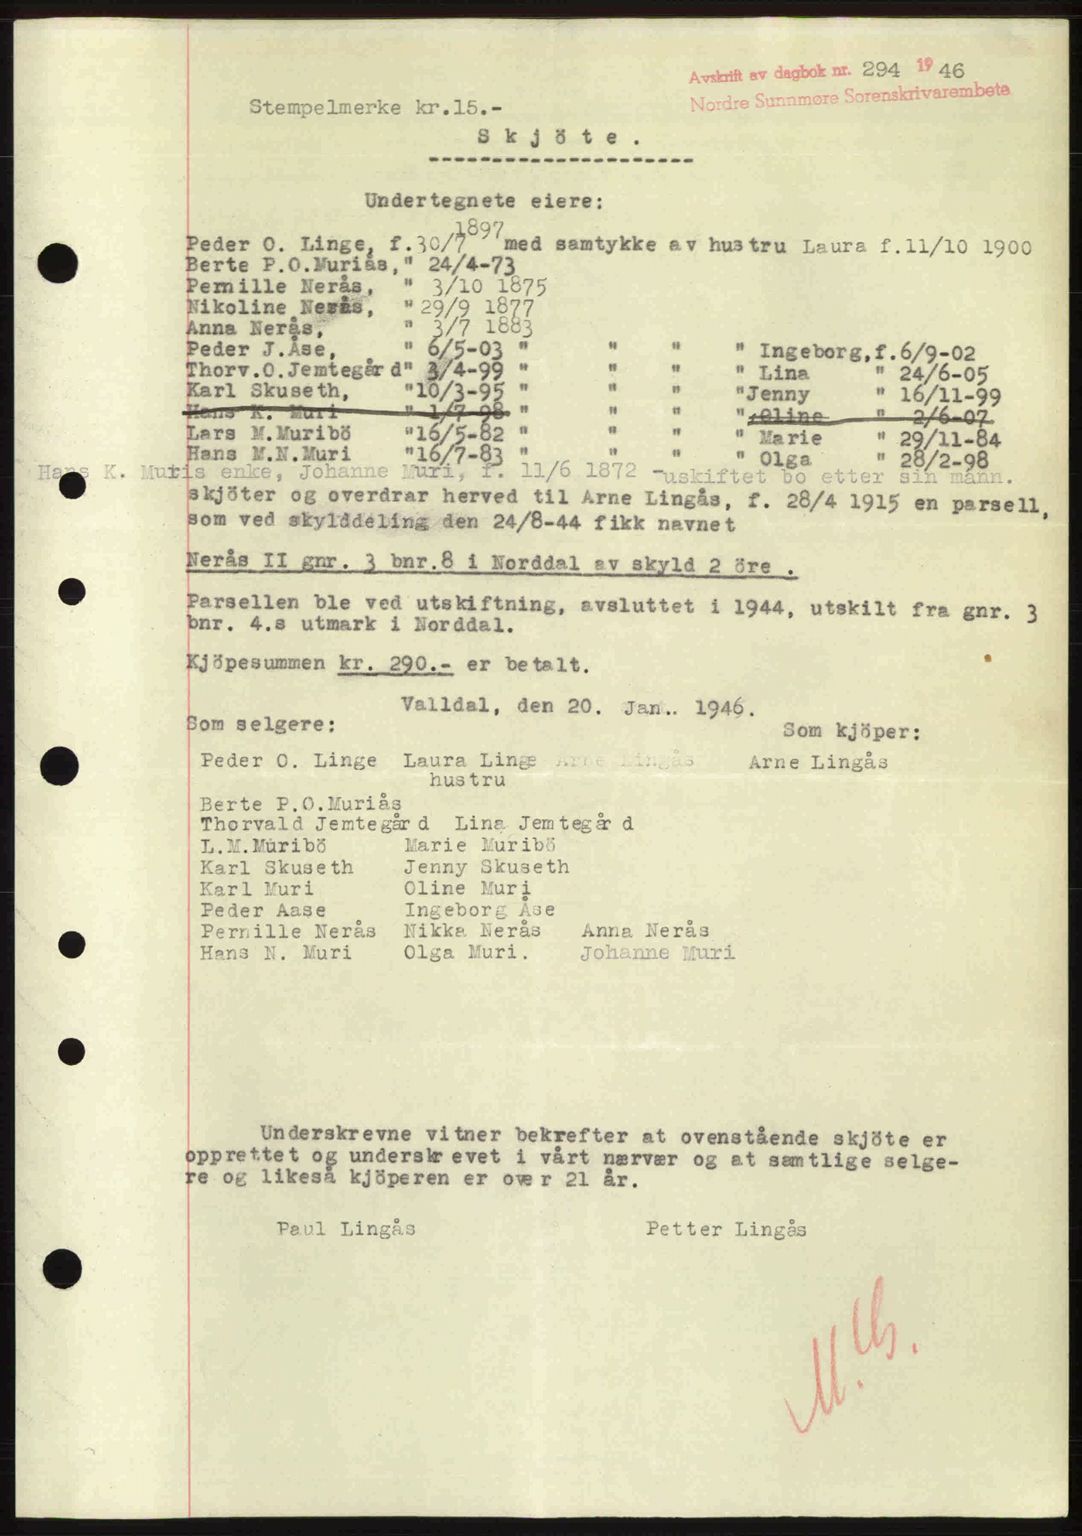 Avskrift av dagbok nr. 294 1946
Nordre Sunnmøre Sorenskrivarembete
Stempelmerke kr.15.-
Skjöte.
Undertegnete eiere:
Peder O. Linge, f.30/7 1897 med samtykke av hustru Laura f.11/10 1900
Berte P.O.Muriås," 24/4-73
Pernille Nerås, " 3/10 1875
Nikoline Nerås, " 29/9 1877
Anna Nerås, " 3/7 1883
Peder J.Åse, " 6/5-03 " " " " Ingeborg,f.6/9-02
Thorv.O.Jemtegård" 3/4-99 " " " " Lina " 24/6-05
Karl Skuseth, "10/3-95 " " " "Jenny " 16/11-99
Hans K. Muri " 1/7-98 " " " "Oline " 2/6-07
Lars M.Muribö "16/5-82 " " " " Marie " 29/11-84
Hans M.N.Muri "16/7-83 " " " " Olga " 28/2-98
Hans K. Muris enke, Johanne Muri, f. 11/6 1872 - uskiftet bo etter sin mann.
skjöter og overdrar herved til Arne Lingås, f. 28/4 1915 en parsell,
som ved skylddeling den 24/8-44 fikk navnet
Nerås II gnr. 3 bnr.8 i Norddal av skyld 2 öre .
Parsellen ble ved utskiftning, avsluttet i 1944, utskilt fra gnr. 3
bnr. 4.s utmark i Norddal.
Kjöpesummen kr. 290.- er betalt.
Valldal, den 20. Jan.. 1946.
Som selgere: Som kjöper:
Peder O. Linge Laura Linge Arne Lingås Arne Lingås
hustru
Berte P.O.Muriås
Thorvald Jemtegård Lina Jemtegård
L.M.Muribö Marie Muribö
Karl Skuseth Jenny Skuseth
Karl Muri Oline Muri
Peder Aase Ingeborg Åse
Pernille Nerås Nikka Nerås Anna Nerås
Hans N. Muri Olga Muri. Johanne Muri
Underskrevne vitner bekrefter at ovenstående skjöte er
opprettet og underskrevet i vårt nærvær og at samtlige selge-
re og likeså kjöperen er over 21 år.
Paul Lingås Petter Lingås